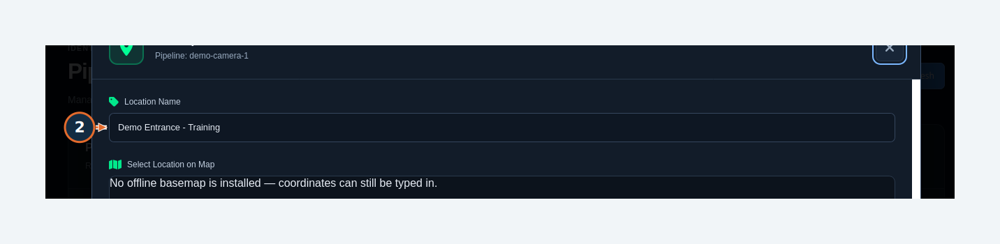 Pipeline: demo-camera-1
Location Name
2
Demo Entrance - Training
Select Location on Map
No offline basemap is installed — coordinates can still be typed in.